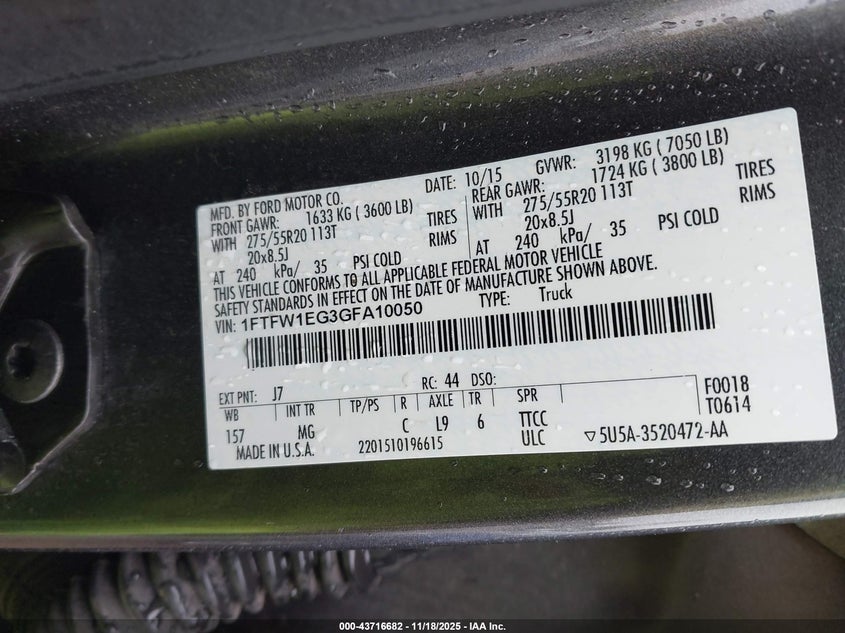 MFD. BY FORD MOTOR CO.
DATE: 10/15
GVWR: 3198 KG ( 7050 LB)
FRONT GAWR: 1633 KG ( 3600 LB)
REAR GAWR: 1724 KG ( 3800 LB)
WITH 275/55R20 113T TIRES
WITH 275/55R20 113T TIRES
20x8.5J RIMS
20x8.5J RIMS
AT 240 kPa/ 35 PSI COLD
AT 240 kPa/ 35 PSI COLD
THIS VEHICLE CONFORMS TO ALL APPLICABLE FEDERAL MOTOR VEHICLE
SAFETY STANDARDS IN EFFECT ON THE DATE OF MANUFACTURE SHOWN ABOVE.
VIN: 1FTFW1EG3GFA10050
TYPE: Truck
EXT PNT: J7 RC: 44 DSO:
WB INT TR TP/PS R AXLE TR SPR
157 MG C L9 6 TTCC
ULC
F0018
T0614
MADE IN U.S.A. 2201510196615
▽5U5A-3520472-AA
000-43716682 - 11/18/2025 - IAA Inc.